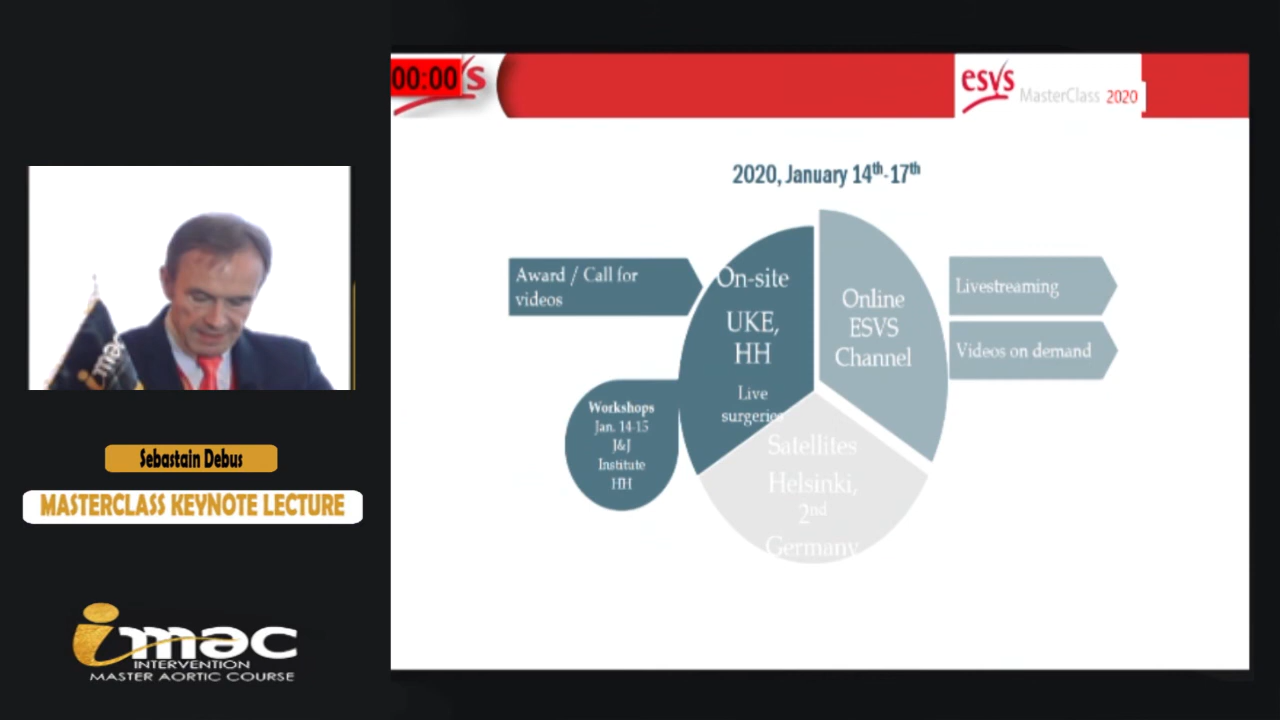 00:00
s
esvs
MasterClass 2020
2020, January 14th-17th
Award / Call for
videos
On-site
UKE,
HH
Live
surgeries
Online
ESVS
Channel
Livestreaming
Videos on demand
Workshops
Jan. 14-15
J&J
Institute
HH
Satellites
Helsinki,
2nd
Germany
imac
Sebastain Debus
MASTERCLASS KEYNOTE LECTURE
imac
INTERVENTION
MASTER AORTIC COURSE